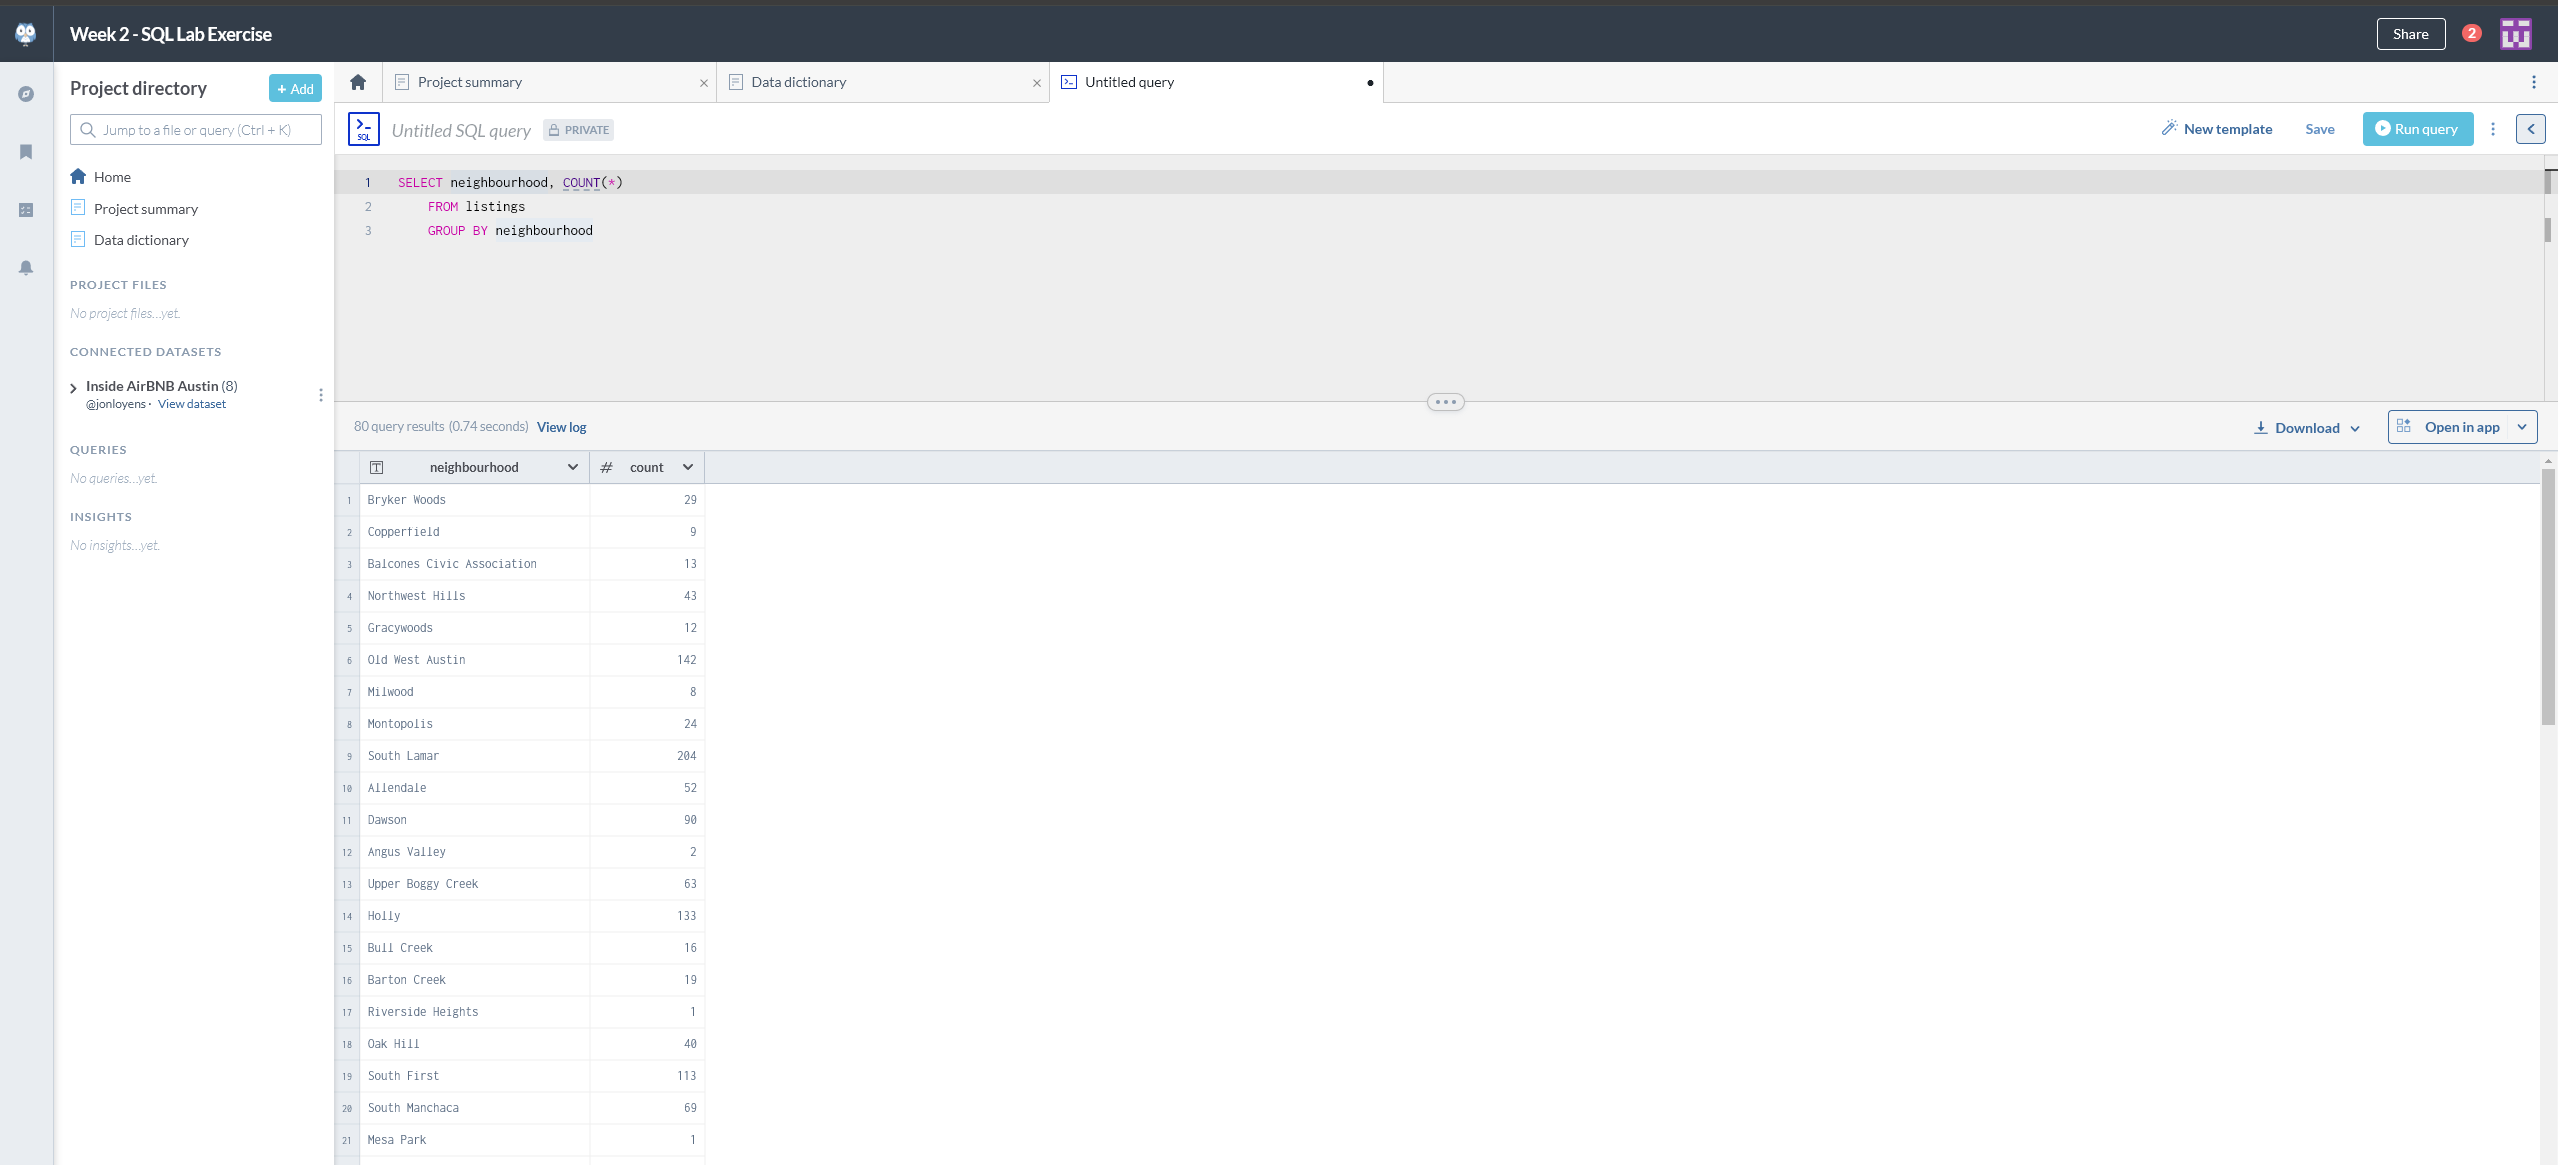 Week 2 - SQL Lab Exercise
Share
2
Project directory
+ Add
Jump to a file or query (Ctrl + K)
Home
Project summary
Data dictionary
PROJECT FILES
No project files...yet.
CONNECTED DATASETS
Inside AirBNB Austin (8)
@jonloyens · View dataset
QUERIES
No queries...yet.
INSIGHTS
No insights...yet.
Project summary
Data dictionary
Untitled query
SQL
Untitled SQL query
PRIVATE
New template
Save
Run query
1 SELECT neighbourhood, COUNT(*)
2 FROM listings
3 GROUP BY neighbourhood
80 query results (0.74 seconds) View log
Download
Open in app
neighbourhood # count
1 Bryker Woods 29
2 Copperfield 9
3 Balcones Civic Association 13
4 Northwest Hills 43
5 Gracywoods 12
6 Old West Austin 142
7 Milwood 8
8 Montopolis 24
9 South Lamar 204
10 Allendale 52
11 Dawson 90
12 Angus Valley 2
13 Upper Boggy Creek 63
14 Holly 133
15 Bull Creek 16
16 Barton Creek 19
17 Riverside Heights 1
18 Oak Hill 40
19 South First 113
20 South Manchaca 69
21 Mesa Park 1